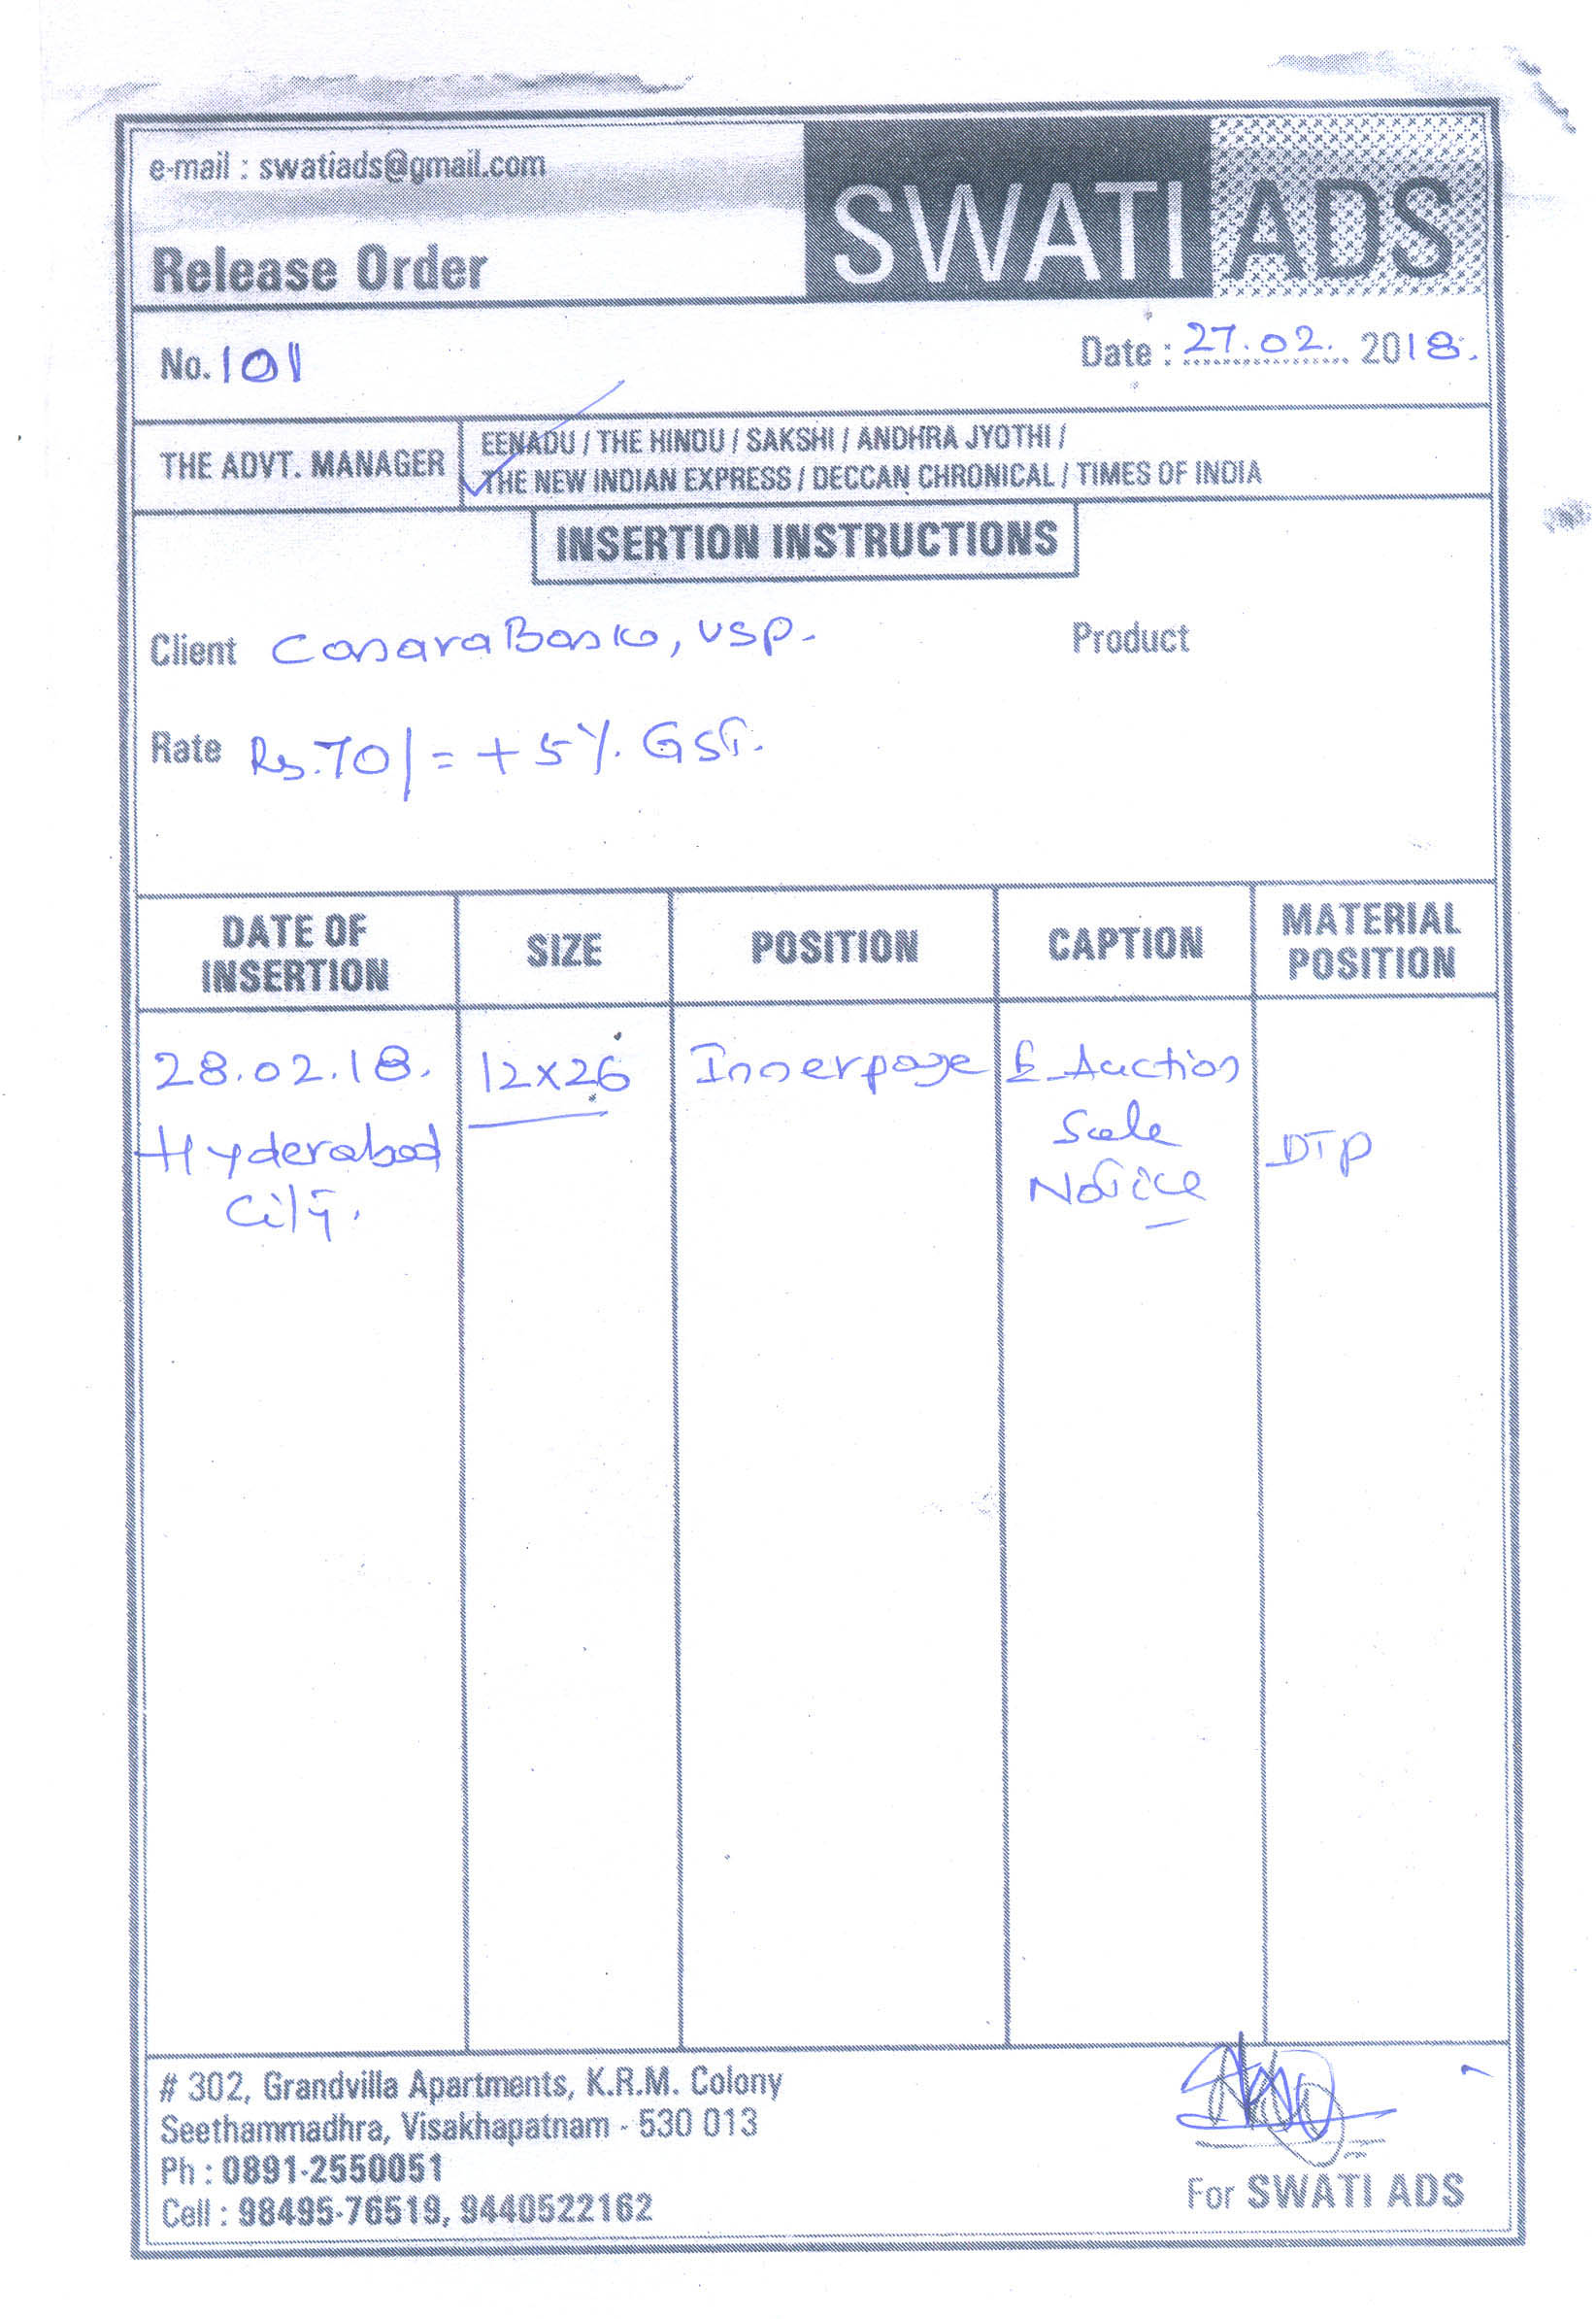 e-mail : swatiads@gmail.com
SWATI ADS
Release Order
No. 101
Date : 27.02. 2018.
THE ADVT. MANAGER
EENADU / THE HINDU / SAKSHI / ANDHRA JYOTHI /
THE NEW INDIAN EXPRESS / DECCAN CHRONICAL / TIMES OF INDIA
INSERTION INSTRUCTIONS
Client Canara Bank, VSP.
Product
Rate Rs.70/= + 5%. GST.
DATE OF INSERTION
SIZE
POSITION
CAPTION
MATERIAL POSITION
28.02.18. 12x26 Innerpage E-Auction
Sale
Hyderabad DTP
Notice
City.
# 302, Grandvilla Apartments, K.R.M. Colony
Seethammadhra, Visakhapatnam - 530 013
Ph : 0891-2550051
Cell : 98495-76519, 9440522162
For SWATI ADS